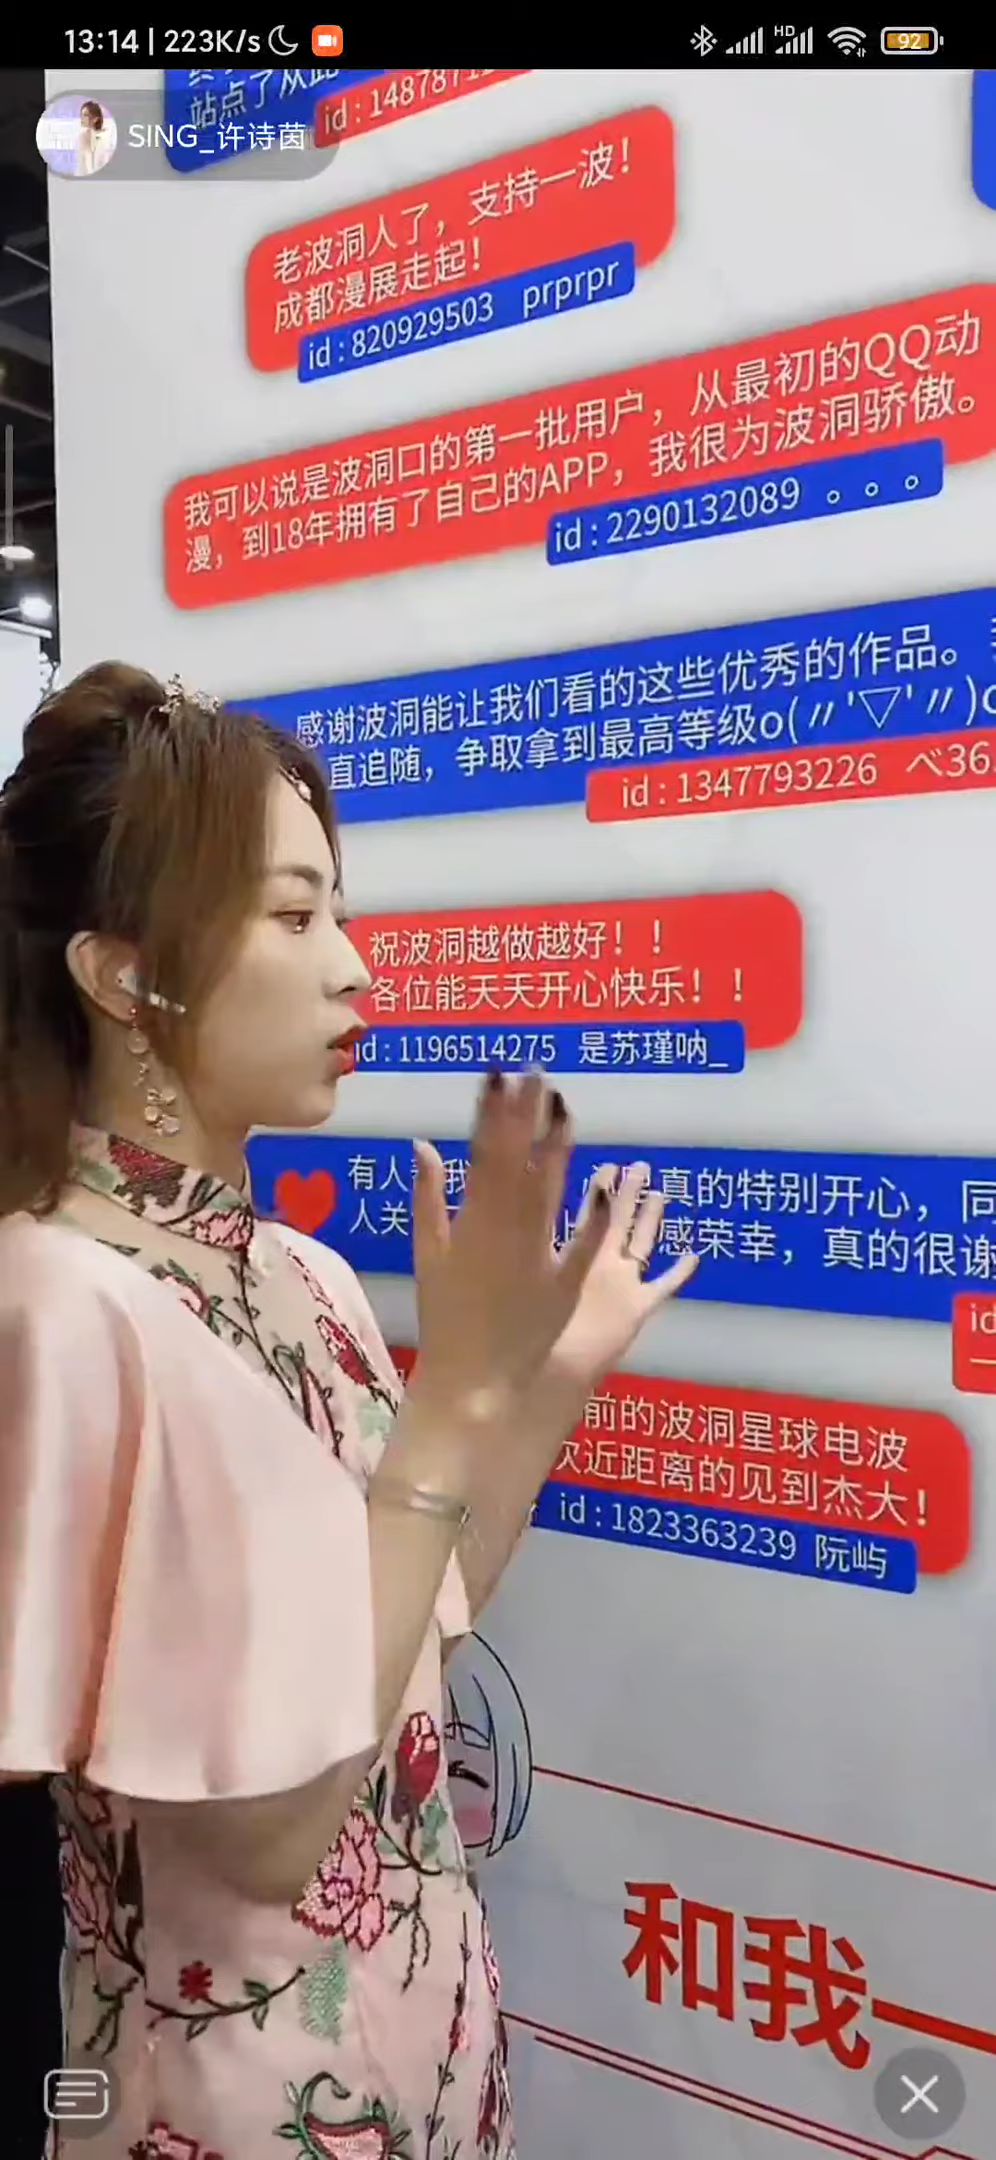 13:14 | 223K/s
HD
92
站点了从此
id : 148787
SING_许诗茵
老波洞人了，支持一波！
成都漫展走起！
id : 820929503 prprpr
我可以说是波洞口的第一批用户，从最初的QQ动
漫，到18年拥有了自己的APP，我很为波洞骄傲。
id : 2290132089 。。。
感谢波洞能让我们看的这些优秀的作品。
直追随，争取拿到最高等级o(〃'▽'〃)o
id : 1347793226 べ36
祝波洞越做越好！！
各位能天天开心快乐！！
id : 1196514275 是苏瑾呐_
有人 我 真的特别开心，同
人关 感荣幸，真的很谢
id
前的波洞星球电波
次近距离的见到杰大！
id : 1823363239 阮屿
和我一